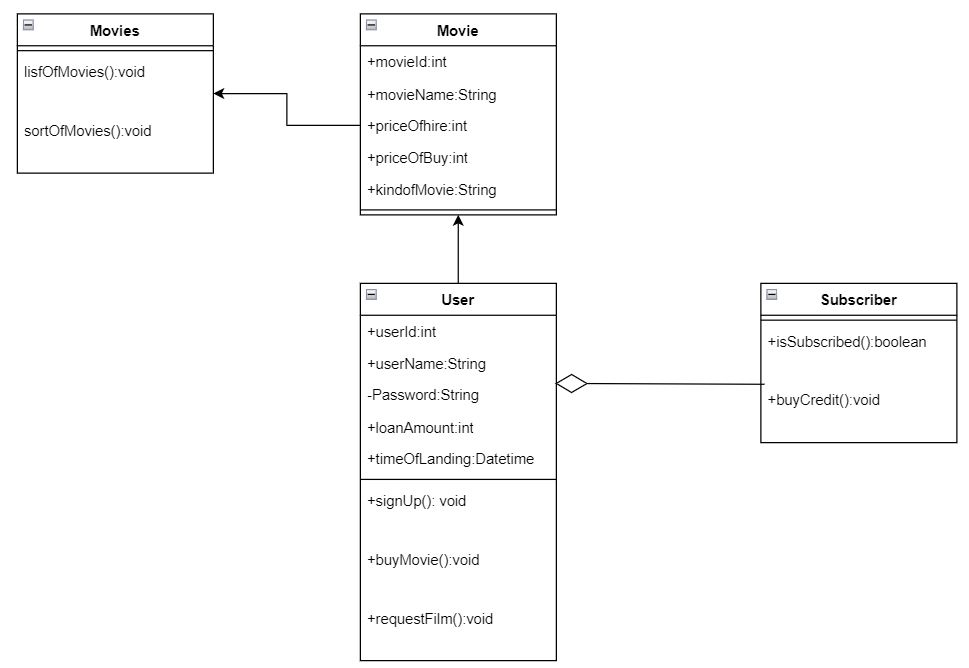 Movies
lisfOfMovies():void
sortOfMovies():void
Movie
+movieId:int
+movieName:String
+priceOfhire:int
+priceOfBuy:int
+kindofMovie:String
User
+userId:int
+userName:String
-Password:String
+loanAmount:int
+timeOfLanding:Datetime
+signUp(): void
+buyMovie():void
+requestFilm():void
Subscriber
+isSubscribed():boolean
+buyCredit():void